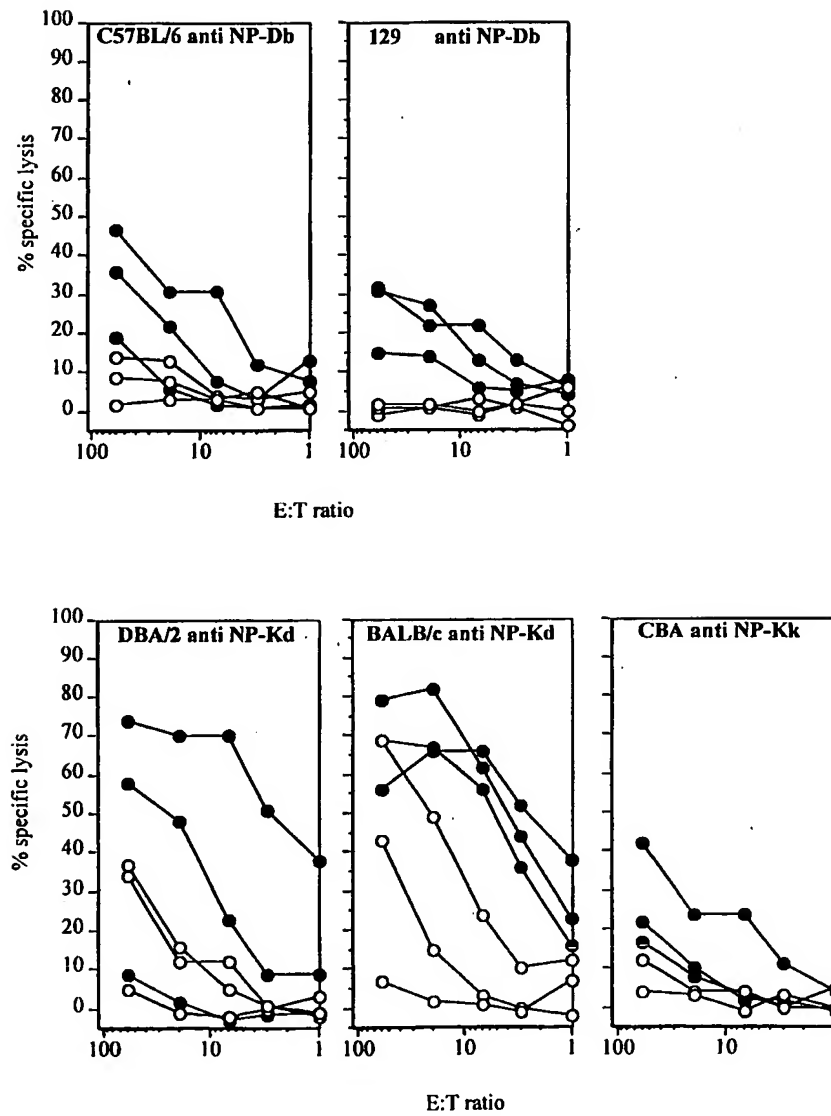 C57BL/6 anti NP-Db
129 anti NP-Db
% specific lysis
100
90
80
70
60
50
40
30
20
10
0
100 10 1
100 10 1
E:T ratio
DBA/2 anti NP-Kd
BALB/c anti NP-Kd
CBA anti NP-Kk
% specific lysis
100
90
80
70
60
50
40
30
20
10
0
100 10 1
100 10 1
100 10 1
E:T ratio